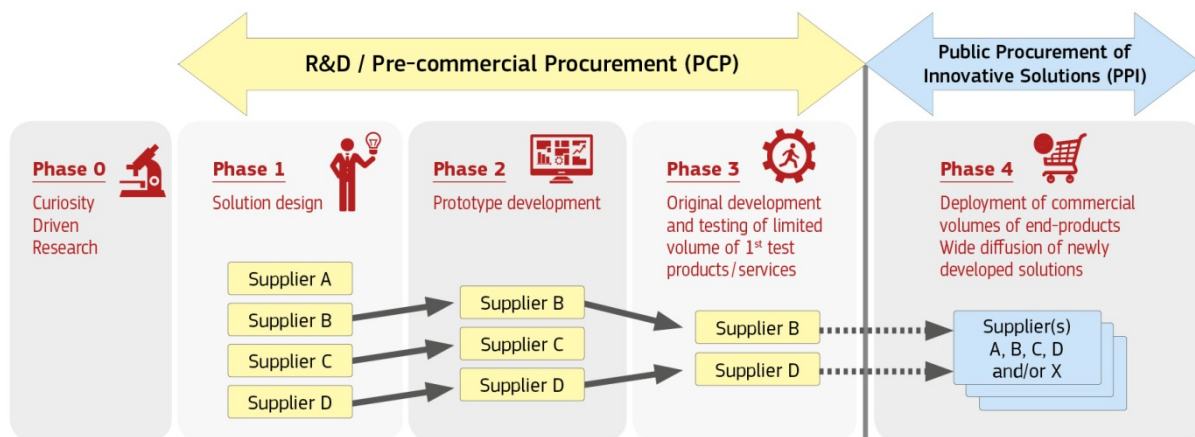 R&D / Pre-commercial Procurement (PCP)
Public Procurement of
Innovative Solutions (PPI)
Phase 0
Curiosity
Driven
Research
Phase 1
Solution design
Supplier A
Supplier B
Supplier C
Supplier D
Phase 2
Prototype development
Supplier B
Supplier C
Supplier D
Phase 3
Original development
and testing of limited
volume of 1st test
products/services
Supplier B
Supplier D
Phase 4
Deployment of commercial
volumes of end-products
Wide diffusion of newly
developed solutions
Supplier(s)
A, B, C, D
and/or X